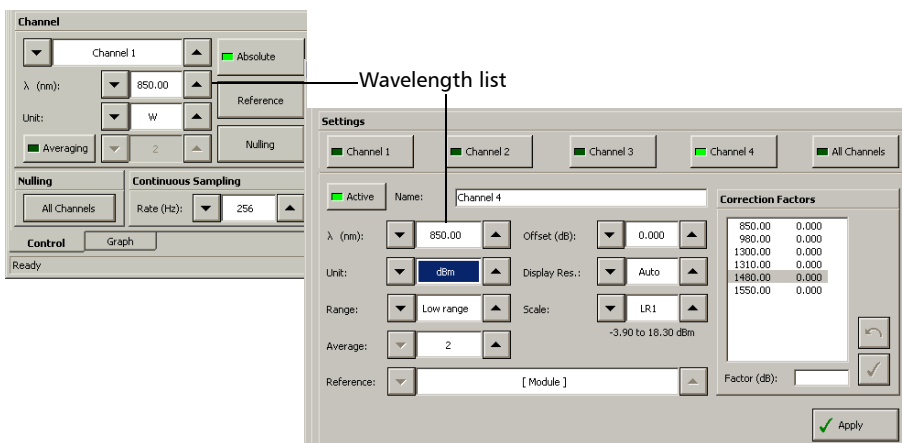 Channel
Channel 1
Absolute
λ (nm):
850.00
Reference
Unit:
W
Averaging
2
Nulling
Nulling
Continuous Sampling
All Channels
Rate (Hz):
256
Control
Graph
Ready
Wavelength list
Settings
Channel 1
Channel 2
Channel 3
Channel 4
All Channels
Active
Name:
Channel 4
λ (nm):
850.00
Offset (dB):
0.000
Unit:
dBm
Display Res.:
Auto
Range:
Low range
Scale:
LR1
-3.90 to 18.30 dBm
Average:
2
Reference:
[ Module ]
Correction Factors
850.00 0.000
980.00 0.000
1300.00 0.000
1310.00 0.000
1480.00 0.000
1550.00 0.000
Factor (dB):
Apply